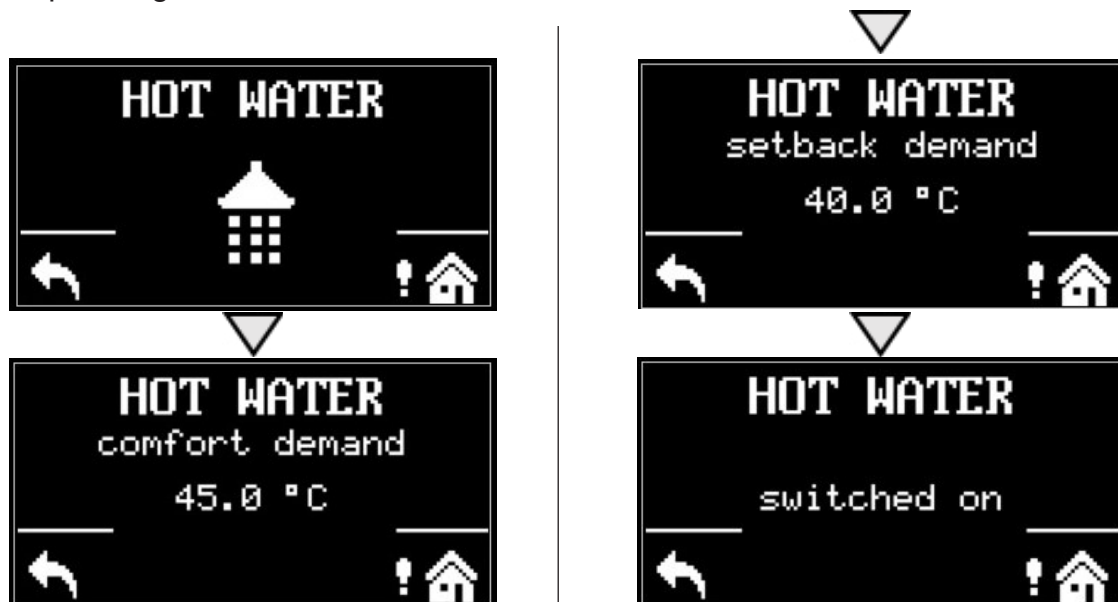 HOT WATER
HOT WATER
comfort demand
45.0 °C
HOT WATER
setback demand
40.0 °C
HOT WATER
switched on